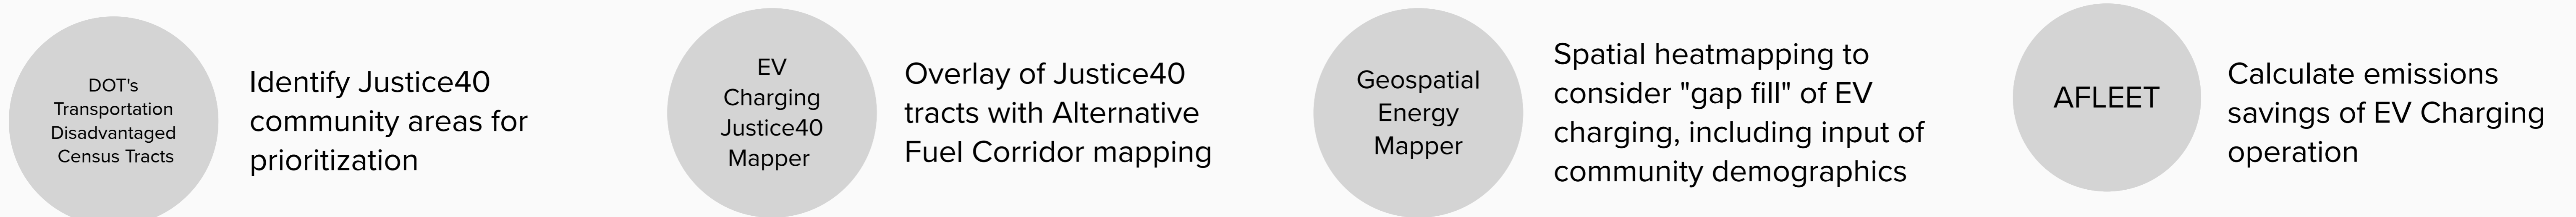 DOT's
Transportation
Disadvantaged
Census Tracts
Identify Justice40
community areas for
prioritization
EV
Charging
Justice40
Mapper
Overlay of Justice40
tracts with Alternative
Fuel Corridor mapping
Geospatial
Energy
Mapper
Spatial heatmapping to
consider "gap fill" of EV
charging, including input of
community demographics
AFLEET
Calculate emissions
savings of EV Charging
operation